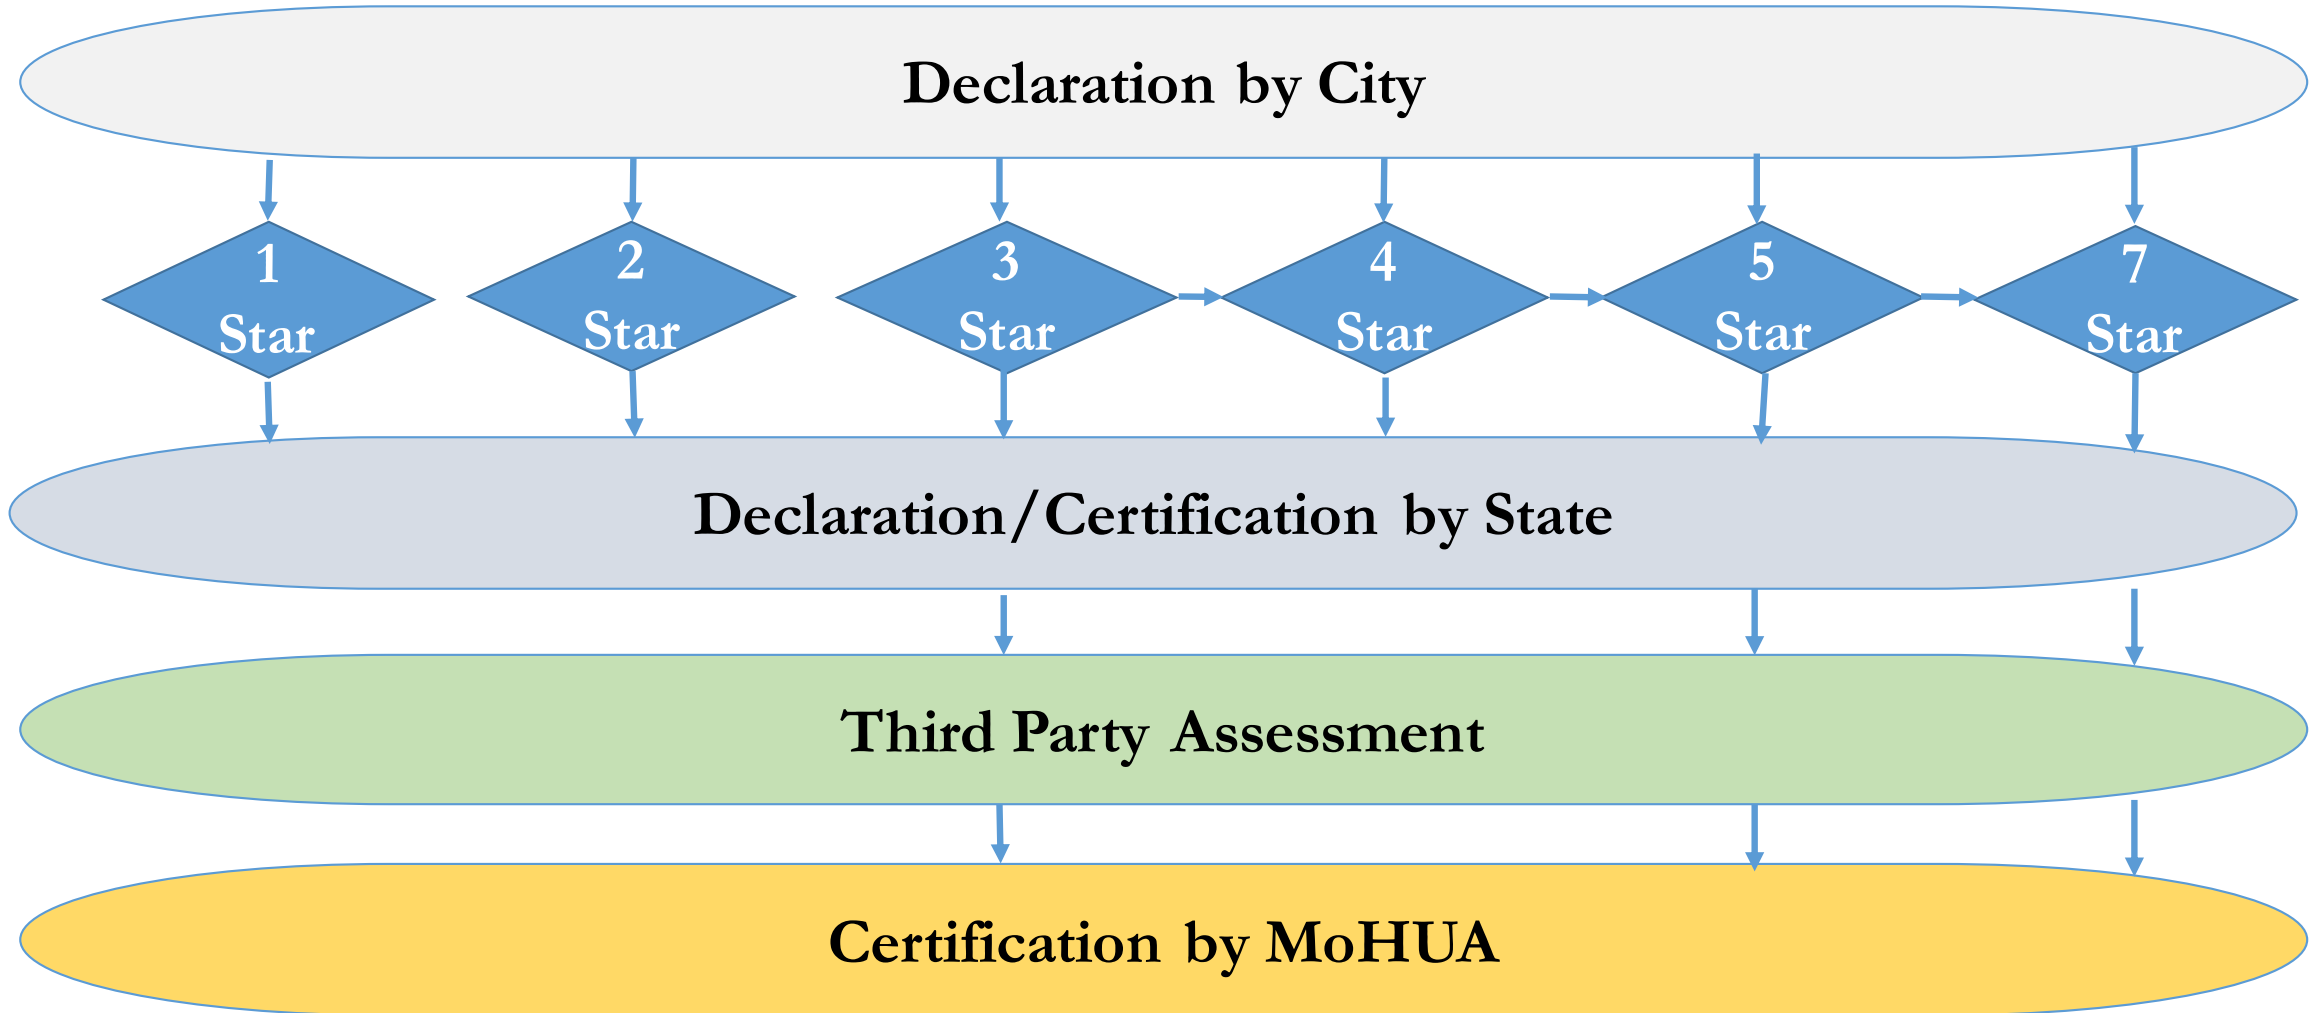 Declaration by City
1
Star
2
Star
3
Star
4
Star
5
Star
7
Star
Declaration/Certification by State
Third Party Assessment
Certification by MoHUA